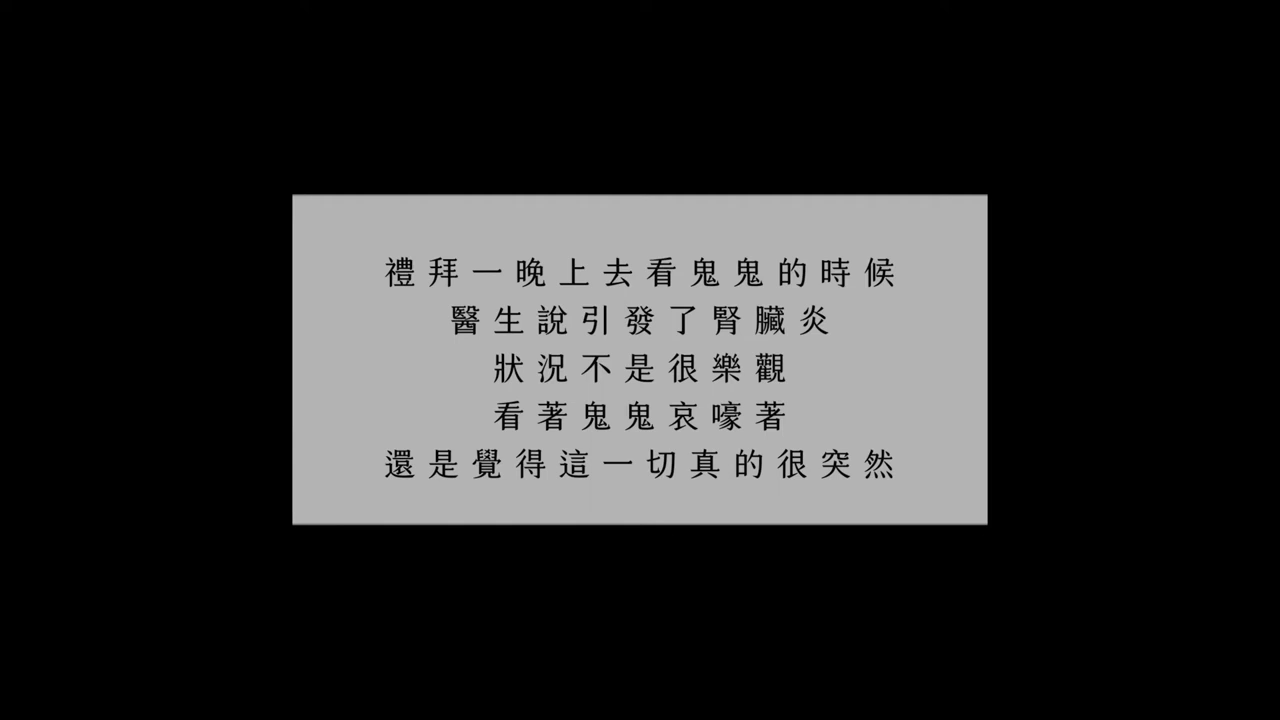 禮拜一晚上去看鬼鬼的時候
醫生說引發了腎臟炎
狀況不是很樂觀
看著鬼鬼哀嚎著
還是覺得這一切真的很突然